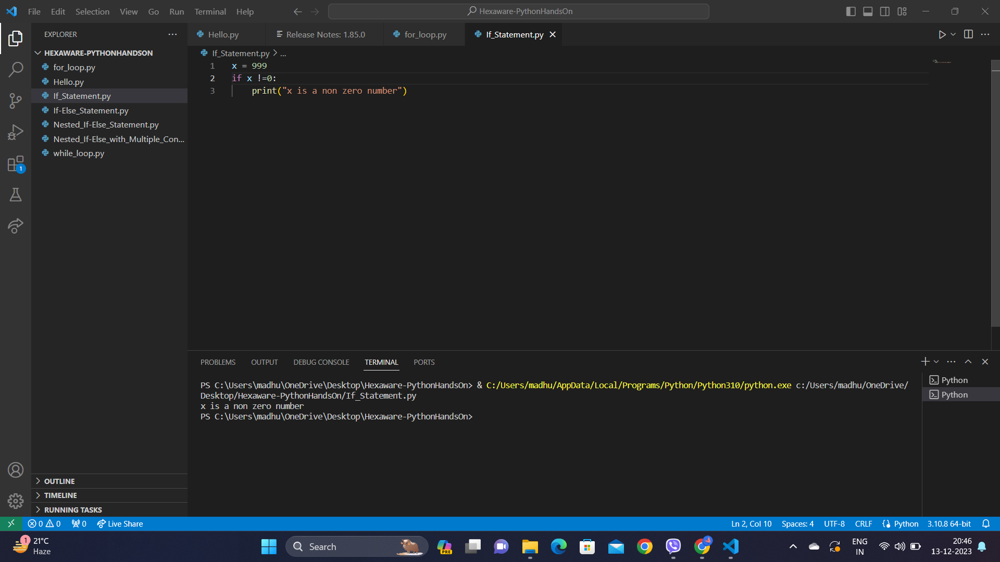 File Edit Selection View Go Run Terminal Help
Hexaware-PythonHandsOn
EXPLORER
Hello.py
Release Notes: 1.85.0
for_loop.py
If_Statement.py
HEXAWARE-PYTHONHANDSON
for_loop.py
Hello.py
If_Statement.py
If-Else_Statement.py
Nested_If-Else_Statement.py
Nested_If-Else_with_Multiple_Con...
while_loop.py
1
If_Statement.py > ...
1 x = 999
2 if x !=0:
3 print("x is a non zero number")
PROBLEMS OUTPUT DEBUG CONSOLE TERMINAL PORTS
PS C:\Users\madhu\OneDrive\Desktop\Hexaware-PythonHandsOn> & C:/Users/madhu/AppData/Local/Programs/Python/Python310/python.exe c:/Users/madhu/OneDrive/
Desktop/Hexaware-PythonHandsOn/If_Statement.py
x is a non zero number
PS C:\Users\madhu\OneDrive\Desktop\Hexaware-PythonHandsOn>
Python
Python
OUTLINE
TIMELINE
RUNNING TASKS
0 0 0 Live Share
Ln 2, Col 10 Spaces: 4 UTF-8 CRLF Python 3.10.8 64-bit
1
21°C
Haze
Search
PRE
ENG
IN
20:46
13-12-2023